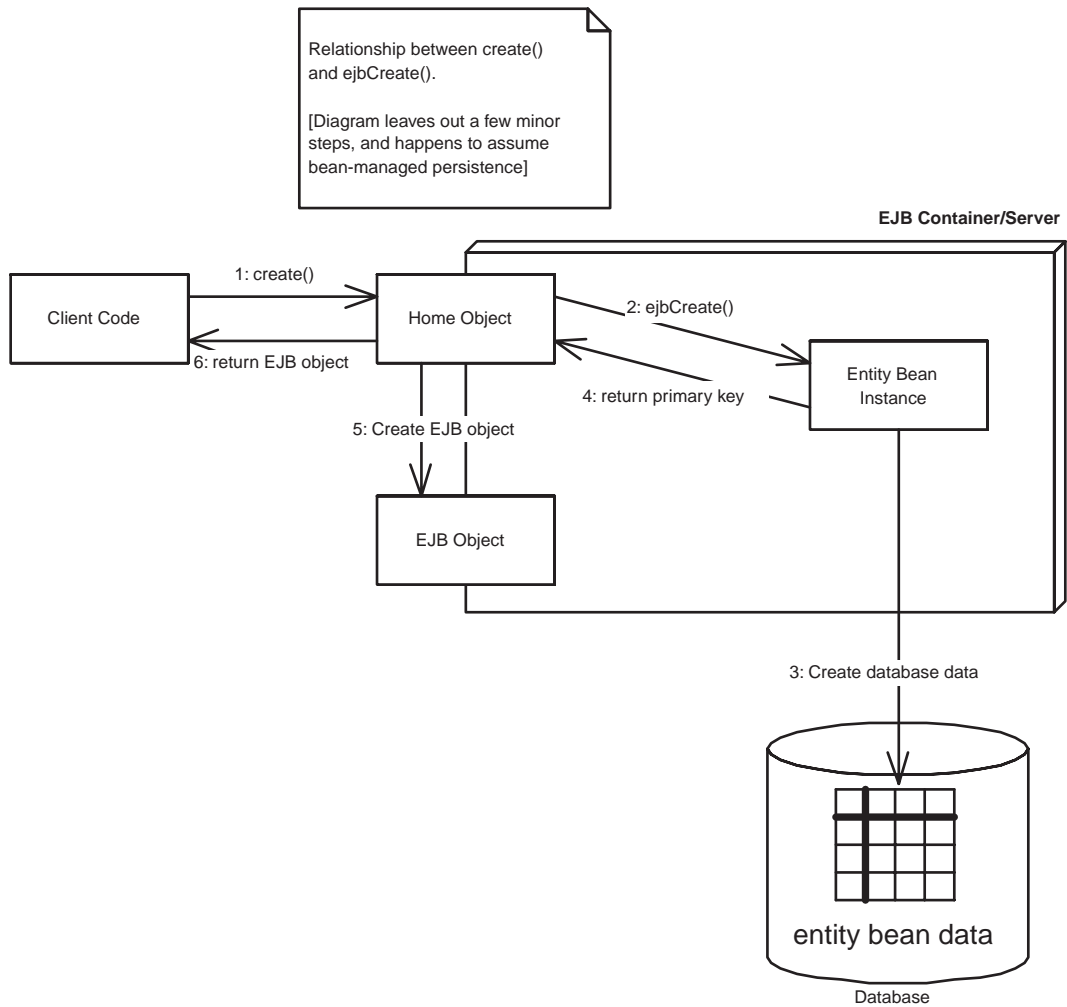 Relationship between create()
and ejbCreate().
[Diagram leaves out a few minor
steps, and happens to assume
bean-managed persistence]
EJB Container/Server
1: create()
Client Code
Home Object
2: ejbCreate()
6: return EJB object
Entity Bean
Instance
4: return primary key
5: Create EJB object
EJB Object
3: Create database data
entity bean data
Database